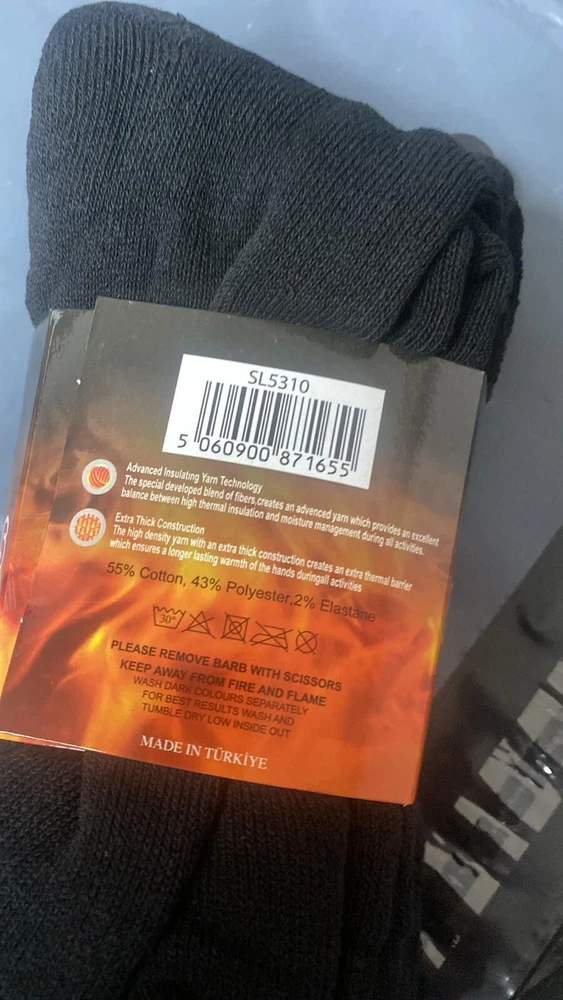 SL5310
5 060900 871655
Advanced Insulating Yarn Technology
The special developed blend of fibers,creates an advenced yarn which provides an excellent
balance between high thermal insulation and moisture management during all activities.
Extra Thick Construction
The high density yarn with an extra thick construction creates an extra thermal barrier
which ensures a longer lasting warmth of the hands duringall activities
55% Cotton, 43% Polyester,2% Elastane
30°
PLEASE REMOVE BARB WITH SCISSORS
KEEP AWAY FROM FIRE AND FLAME
WASH DARK COLOURS SEPARATELY
FOR BEST RESULTS WASH AND
TUMBLE DRY LOW INSIDE OUT
MADE IN TÜRKİYE